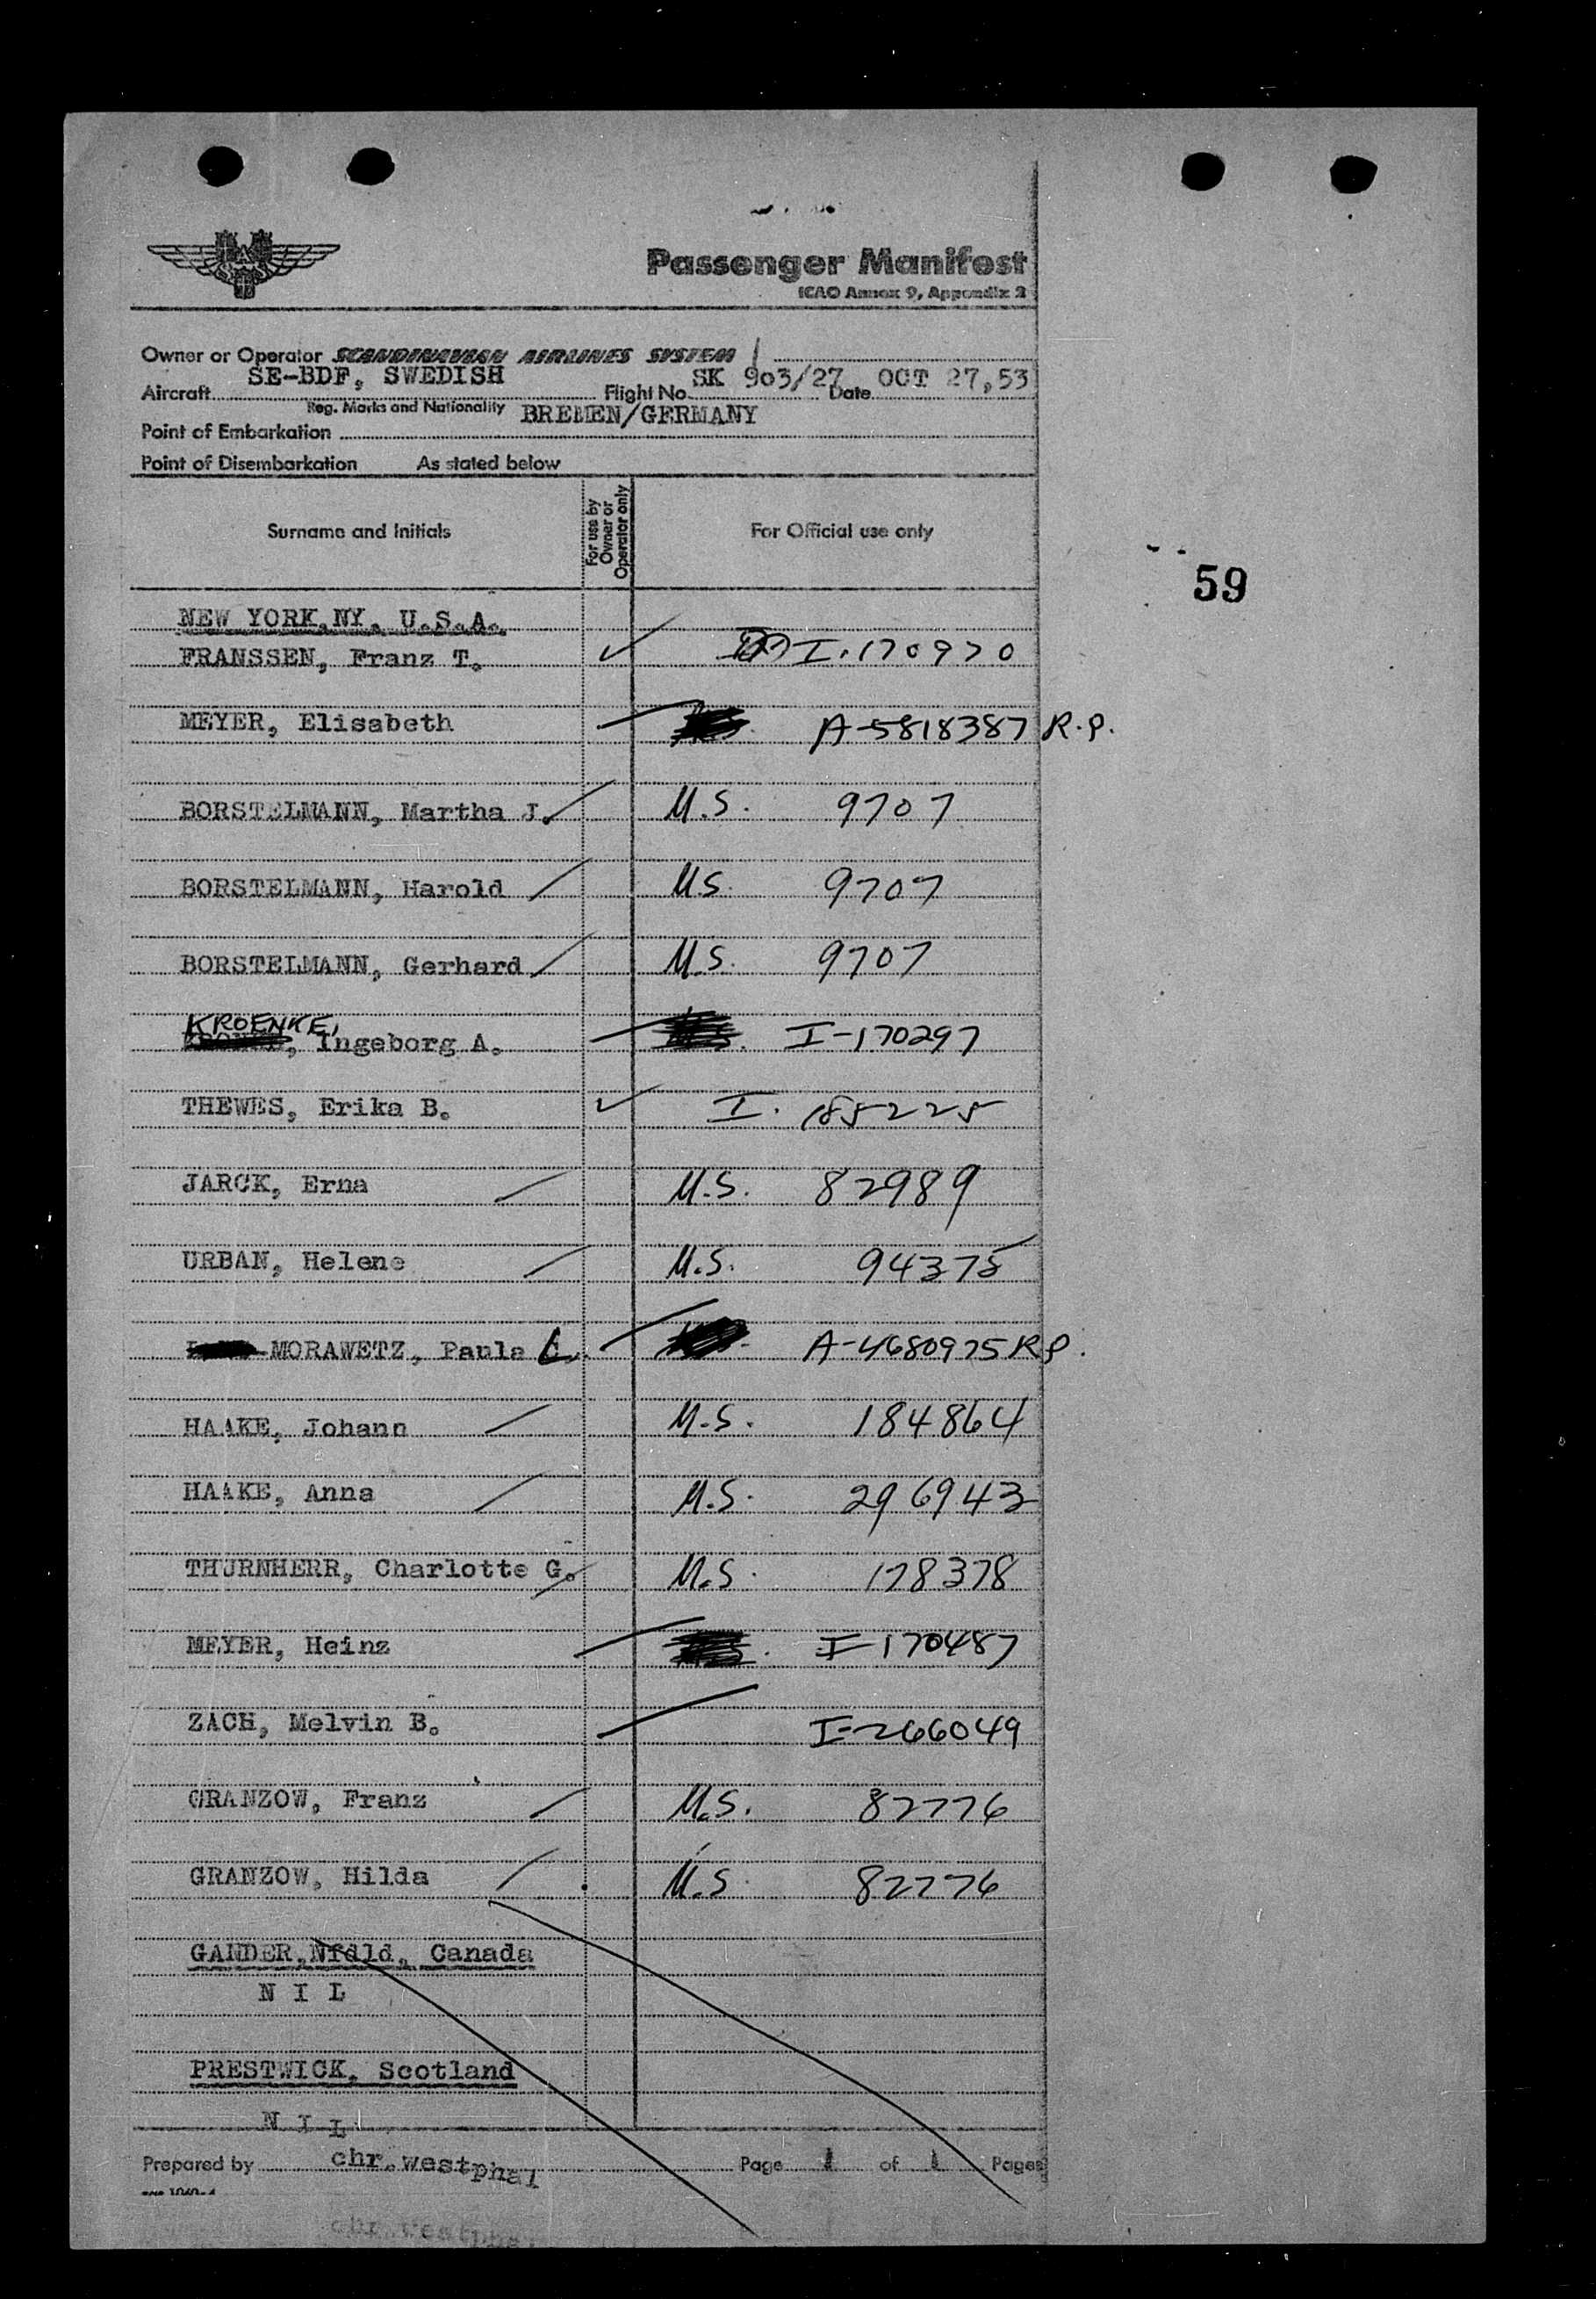 Passenger Manifest
ICAO Annex 9, Appendix 2
Owner or Operator SCANDINAVIAN AIRLINES SYSTEM
Aircraft SE-BDF, SWEDISH Flight No. SK 903/27 Date OCT 27,53
Reg. Marks and Nationality
Point of Embarkation BREMEN/GERMANY
Point of Disembarkation As stated below
Surname and Initials For use by Owner or Operator only For Official use only
59
NEW YORK,NY, U.S.A.
FRANSSEN, Franz T. I.170970
MEYER, Elisabeth A-5818387 R.P.
BORSTELMANN, Martha J. U.S. 9707
BORSTELMANN, Harold U.S. 9707
BORSTELMANN, Gerhard U.S. 9707
KROENKE, Ingeborg A. I-170297
THEWES, Erika B. I. 185225
JARCK, Erna U.S. 82989
URBAN, Helene U.S. 94375
MORAWETZ, Paula C. A-4680975 R.P.
HAAKE, Johann U.S. 184864
HAAKE, Anna U.S. 296943
THURNHERR, Charlotte G. U.S. 178378
MEYER, Heinz I-170487
ZACH, Melvin B. I-266049
GRANZOW, Franz U.S. 82776
GRANZOW, Hilda U.S. 82776
GANDER,Nfdld, Canada
N I L
PRESTWICK, Scotland
N I L
Prepared by chr.westphal Page 1 of 1 Pages
chr.westphal